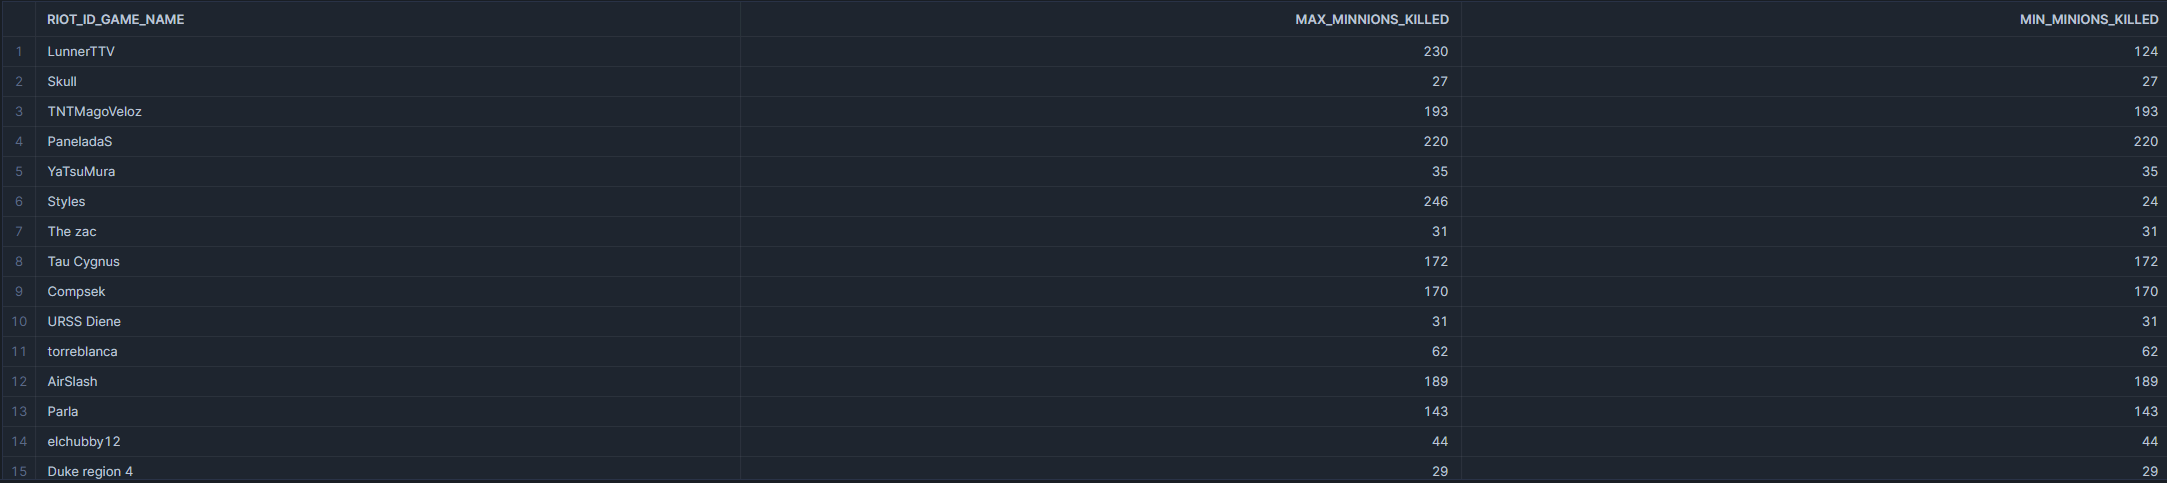 RIOT_ID_GAME_NAME MAX_MINNIONS_KILLED MIN_MINIONS_KILLED
1 LunnerTTV 230 124
2 Skull 27 27
3 TNTMagoVeloz 193 193
4 PaneladaS 220 220
5 YaTsuMura 35 35
6 Styles 246 24
7 The zac 31 31
8 Tau Cygnus 172 172
9 Compsek 170 170
10 URSS Diene 31 31
11 torreblanca 62 62
12 AirSlash 189 189
13 Parla 143 143
14 elchubby12 44 44
15 Duke region 4 29 29